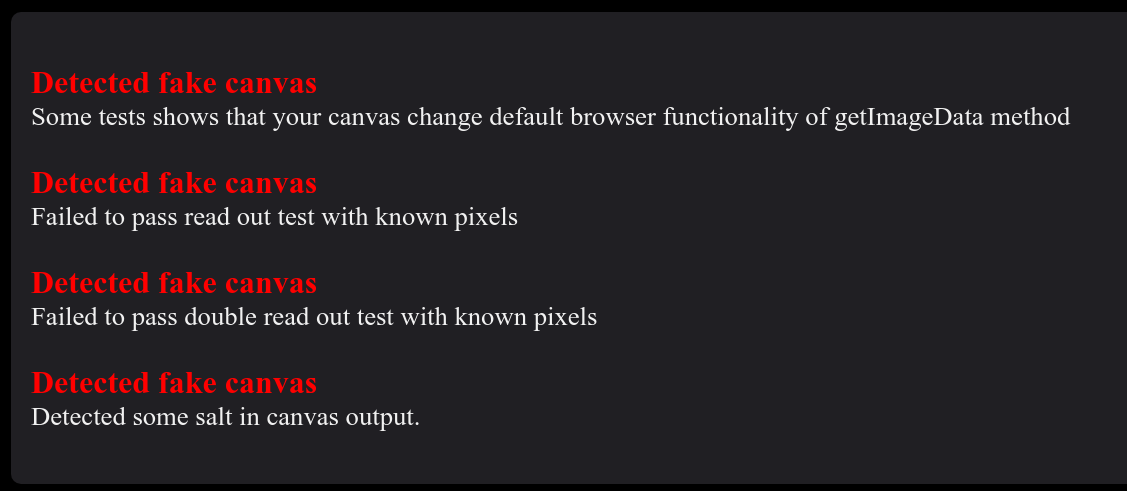 Detected fake canvas
Some tests shows that your canvas change default browser functionality of getImageData method
Detected fake canvas
Failed to pass read out test with known pixels
Detected fake canvas
Failed to pass double read out test with known pixels
Detected fake canvas
Detected some salt in canvas output.